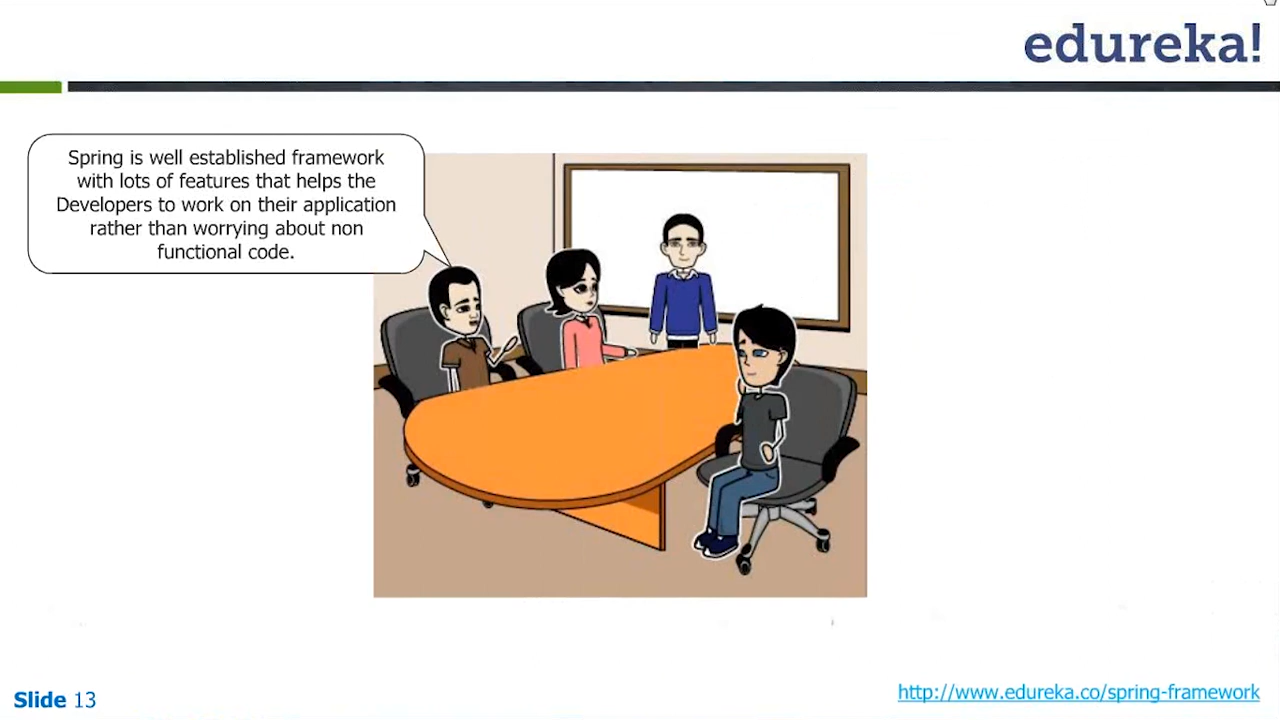 edureka!
Spring is well established framework
with lots of features that helps the
Developers to work on their application
rather than worrying about non
functional code.
Slide 13
http://www.edureka.co/spring-framework